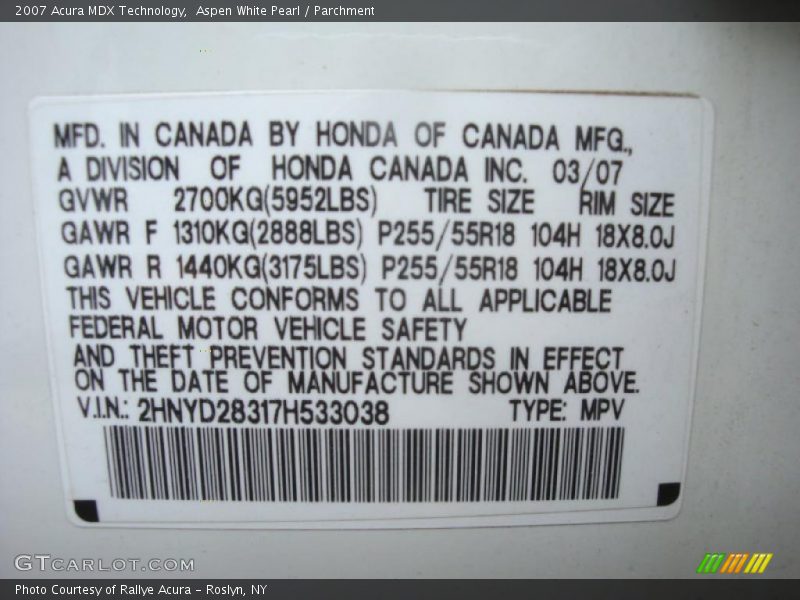 2007 Acura MDX Technology,  Aspen White Pearl / Parchment
MFD. IN CANADA BY HONDA OF CANADA MFG.,
A DIVISION OF HONDA CANADA INC. 03/07
GVWR 2700KG(5952LBS) TIRE SIZE RIM SIZE
GAWR F 1310KG(2888LBS) P255/55R18 104H 18X8.0J
GAWR R 1440KG(3175LBS) P255/55R18 104H 18X8.0J
THIS VEHICLE CONFORMS TO ALL APPLICABLE
FEDERAL MOTOR VEHICLE SAFETY
AND THEFT PREVENTION STANDARDS IN EFFECT
ON THE DATE OF MANUFACTURE SHOWN ABOVE.
V.I.N.: 2HNYD28317H533038 TYPE: MPV
GTCARLOT.COM
Photo Courtesy of Rallye Acura – Roslyn, NY